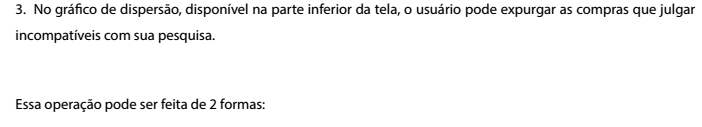 3. No gráfico de dispersão, disponível na parte inferior da tela, o usuário pode expurgar as compras que julgar
incompatíveis com sua pesquisa.
Essa operação pode ser feita de 2 formas: